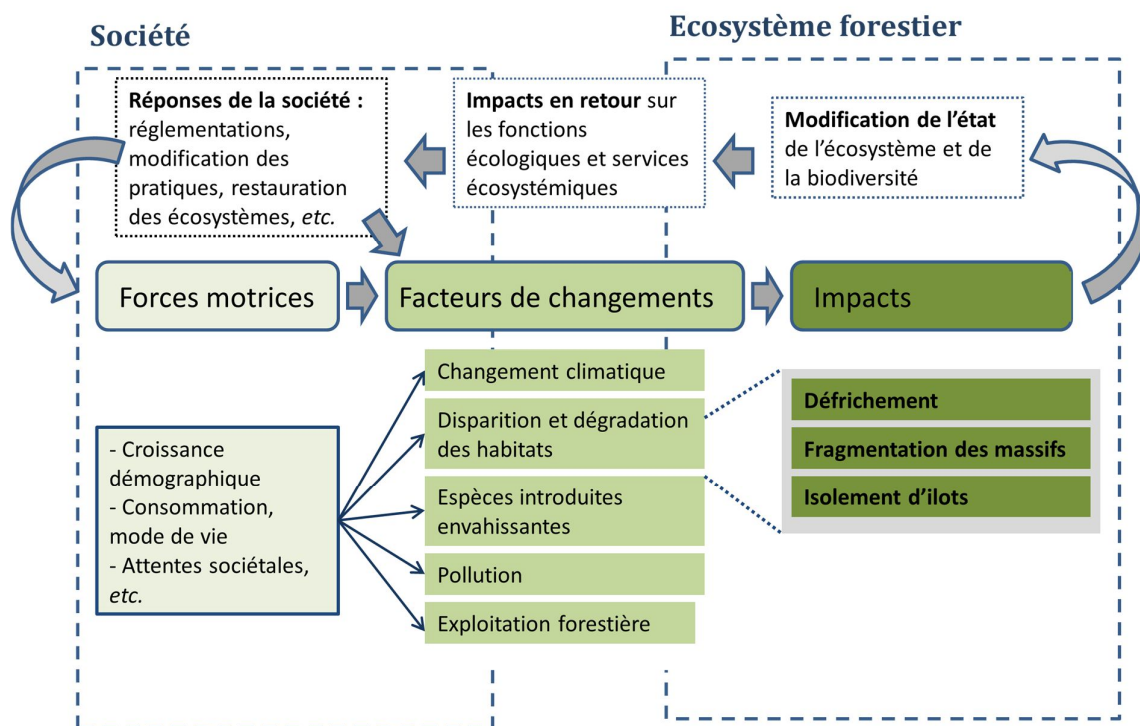 Société
Ecosystème forestier
Réponses de la société :
réglementations,
modification des
pratiques, restauration
des écosystèmes, etc.
Impacts en retour sur
les fonctions
écologiques et services
écosystémiques
Modification de l'état
de l'écosystème et de
la biodiversité
Forces motrices
Facteurs de changements
Impacts
- Croissance
démographique
- Consommation,
mode de vie
- Attentes sociétales,
etc.
Changement climatique
Disparition et dégradation
des habitats
Espèces introduites
envahissantes
Pollution
Exploitation forestière
Défrichement
Fragmentation des massifs
Isolement d'ilots